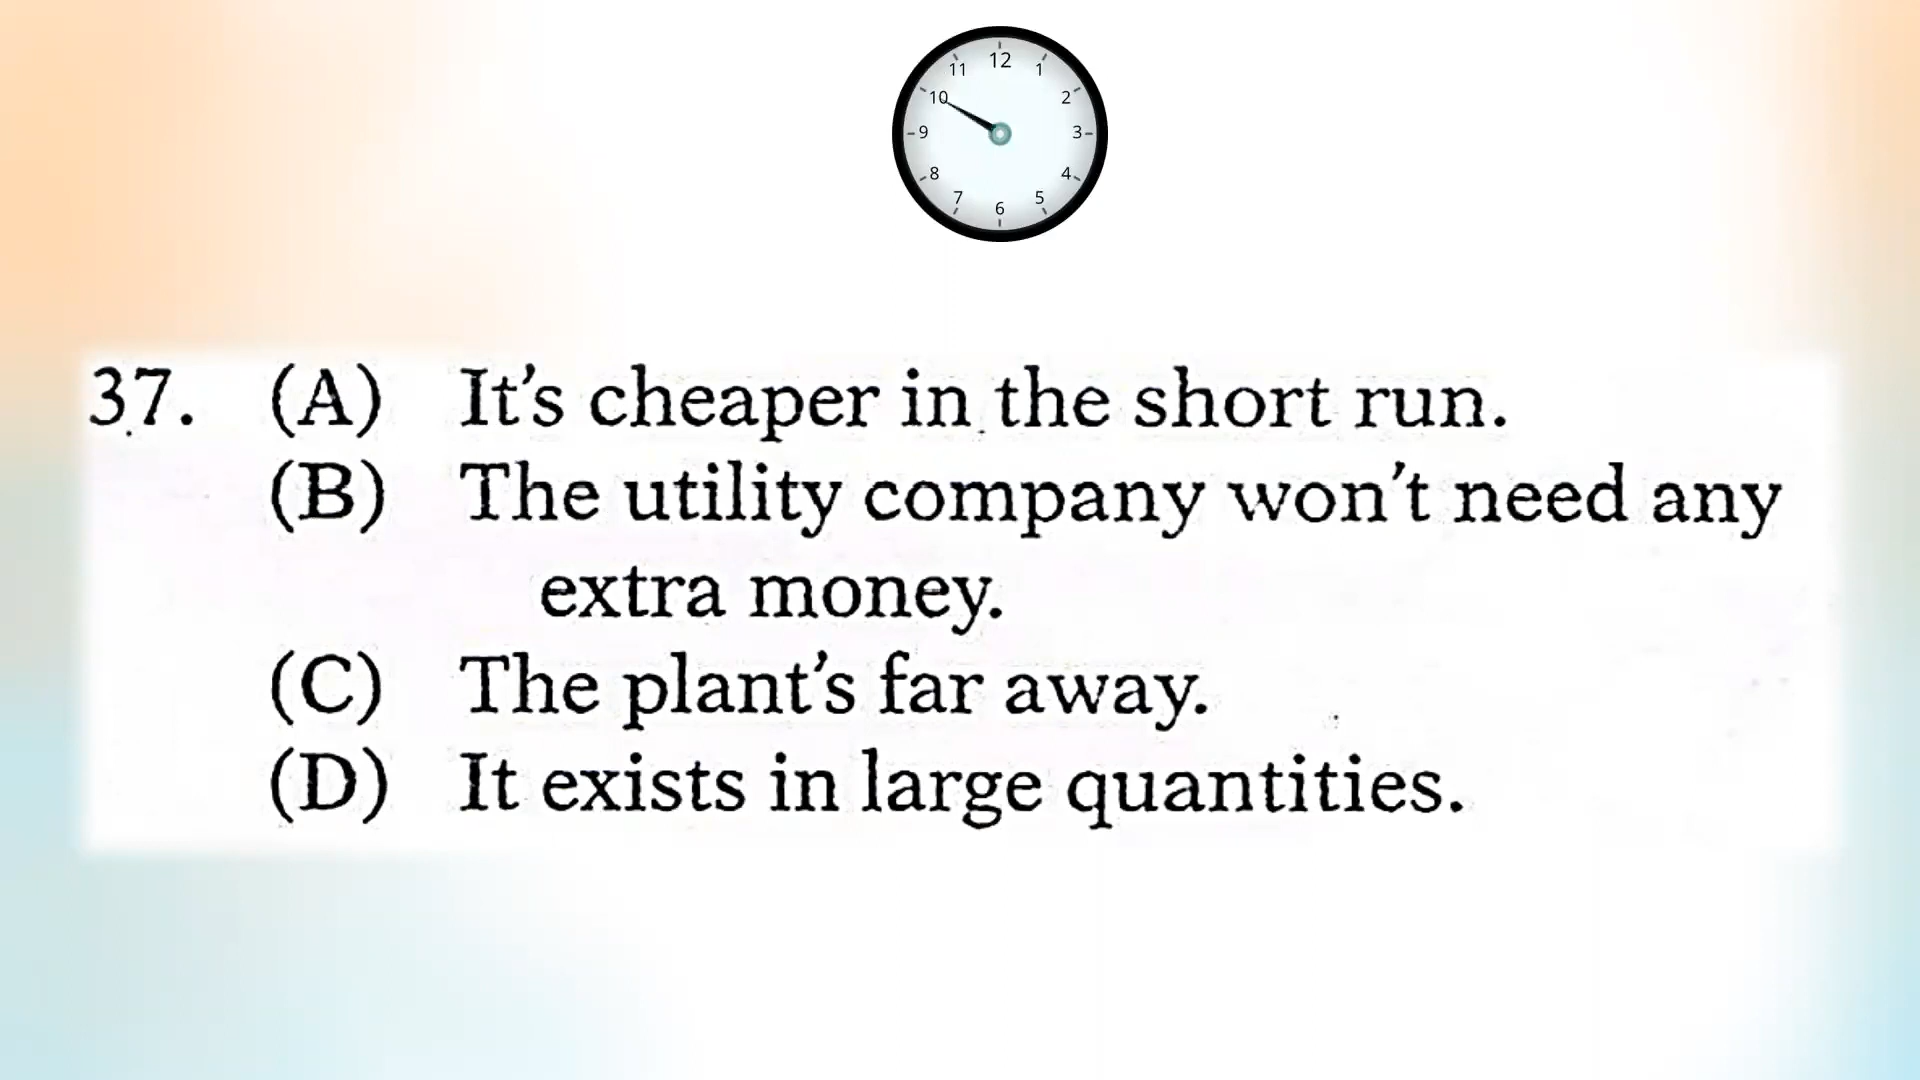 12
11
1
10
2
9
3
8
4
7
5
6
37. (A) It's cheaper in the short run.
(B) The utility company won't need any
extra money.
(C) The plant's far away.
(D) It exists in large quantities.